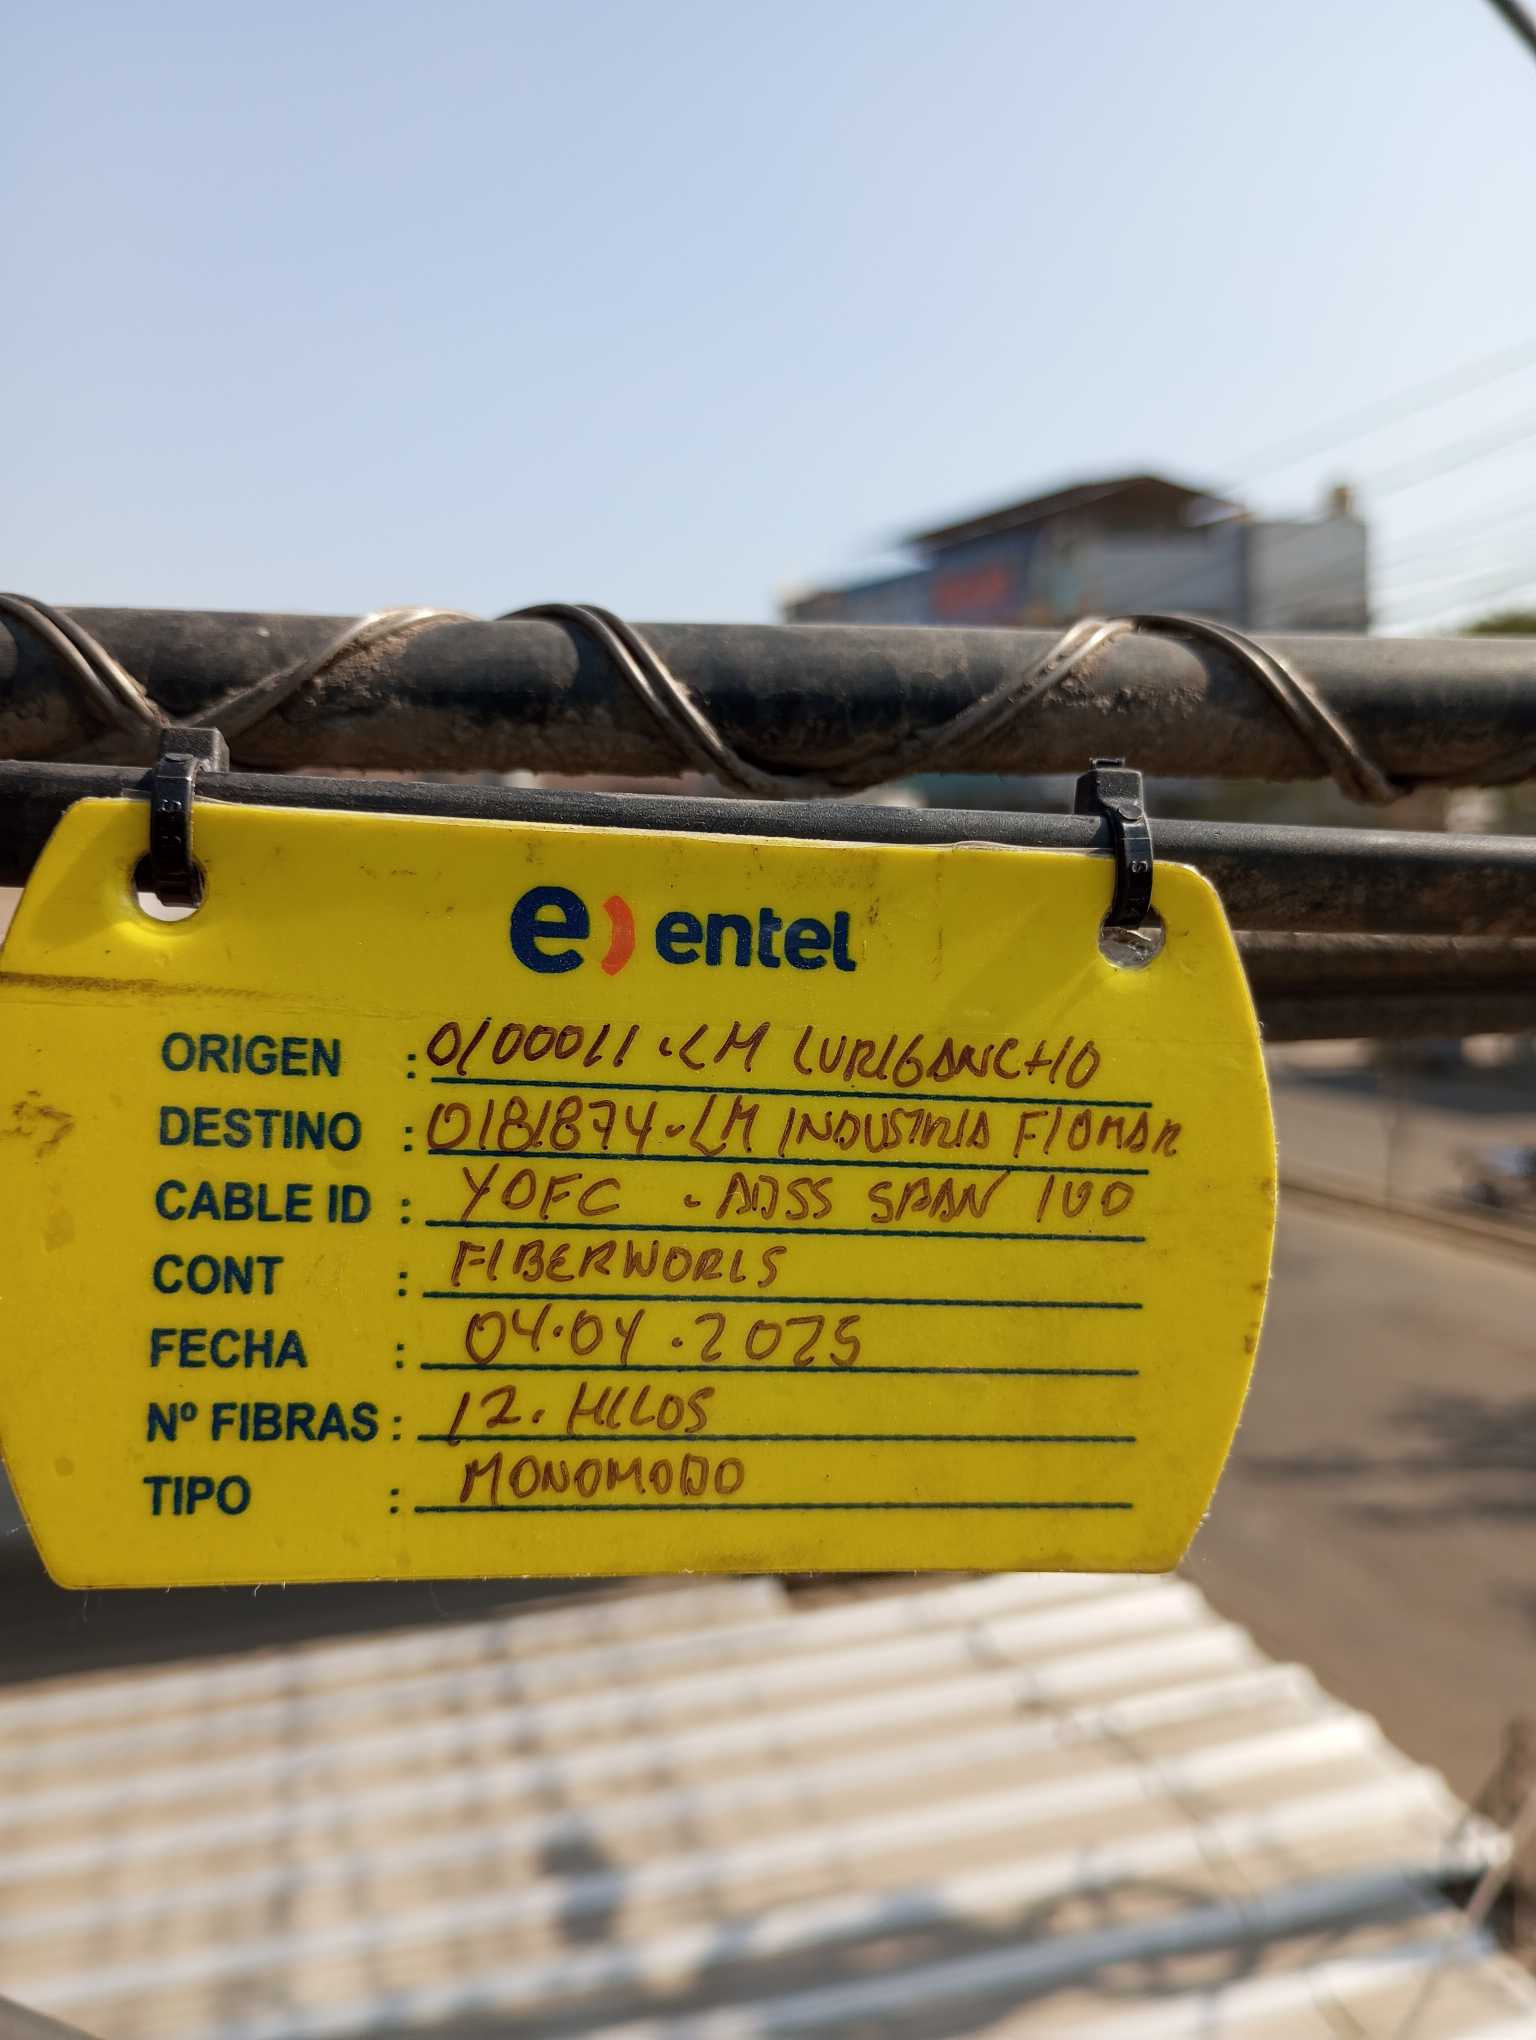 e) entel
ORIGEN : 0100011.LM LURIGANCHO
DESTINO : 0181874.LM INDUSTRIA FIOMAR
CABLE ID : YOFC . ADSS SPAN 100
CONT : FIBERWORLS
FECHA : 04.04.2025
Nº FIBRAS : 12. HILOS
TIPO : MONOMODO